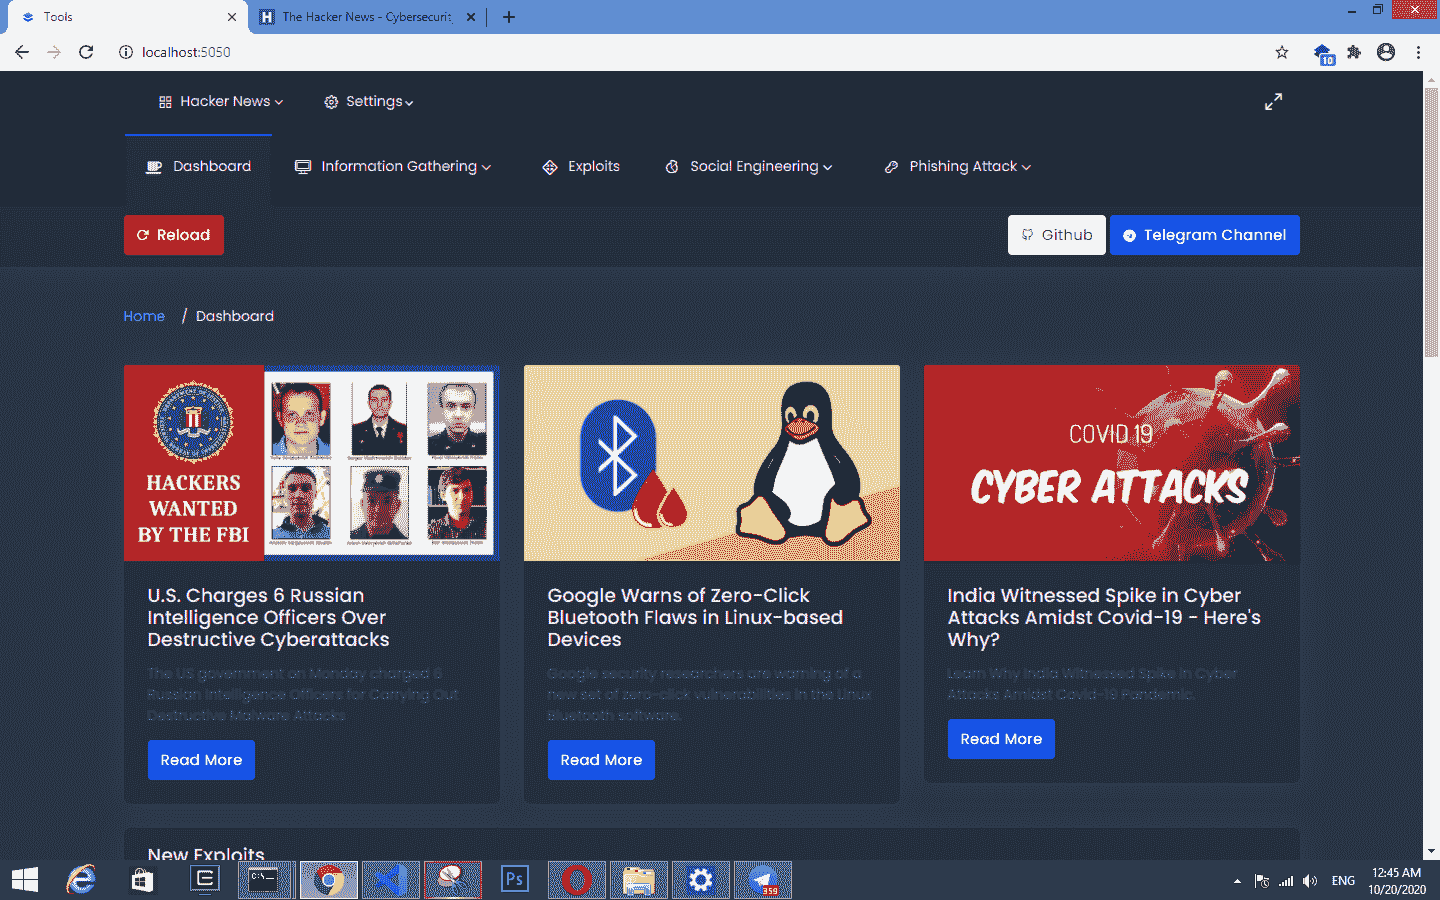 Tools
The Hacker News - Cybersecurit
localhost:5050
10
Hacker News
Settings
Dashboard
Information Gathering
Exploits
Social Engineering
Phishing Attack
Reload
Github
Telegram Channel
Home / Dashboard
HACKERS
WANTED
BY THE FBI
COVID 19
CYBER ATTACKS
U.S. Charges 6 Russian
Intelligence Officers Over
Destructive Cyberattacks
The US government on Monday charged 6
Russian Intelligence Officers for Carrying Out
Destructive Malware Attacks
Read More
Google Warns of Zero-Click
Bluetooth Flaws in Linux-based
Devices
Google security researchers are warning of a
new set of zero-click vulnerabilities in the Linux
Bluetooth software.
Read More
India Witnessed Spike in Cyber
Attacks Amidst Covid-19 - Here's
Why?
Learn Why India Witnessed Spike in Cyber
Attacks Amidst Covid-19 Pandemic.
Read More
New Exploits
Ps
359
ENG
12:45 AM
10/20/2020